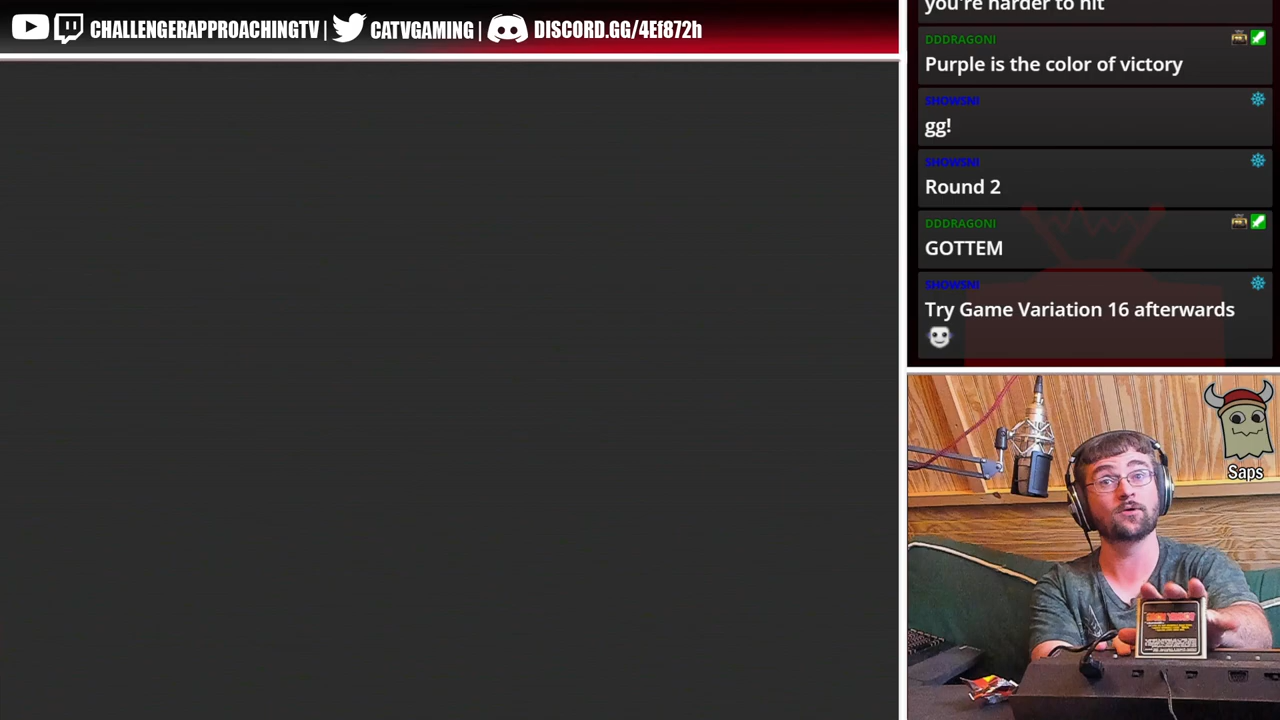 CHALLENGERAPPROACHINGTV | CATVGAMING | DISCORD.GG/4Ef872h
you're harder to hit
DDDRAGONI
Purple is the color of victory
SHOWSNI
gg!
SHOWSNI
Round 2
DDDRAGONI
GOTTEM
SHOWSNI
Try Game Variation 16 afterwards
Saps